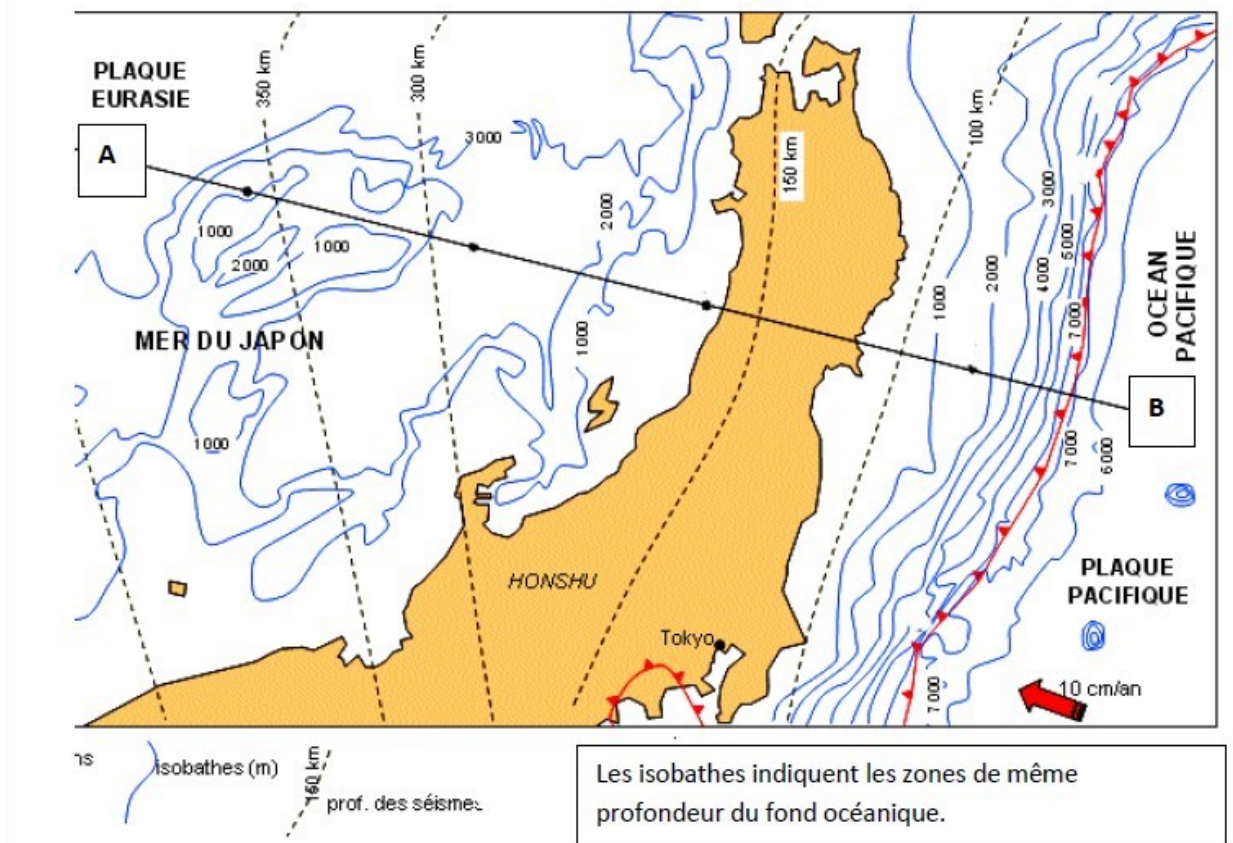 PLAQUE
EURASIE
A
350 km
300 km
3000
1000
2000
1000
MER DU JAPON
1000
2000
1000
150 km
100 km
1000
2000
3000
4000
5000
7000
OCEAN
PACIFIQUE
B
7000
6000
HONSHU
Tokyo
PLAQUE
PACIFIQUE
7000
10 cm/an
isobathes (m)
150 km
prof. des séismes
Les isobathes indiquent les zones de même
profondeur du fond océanique.